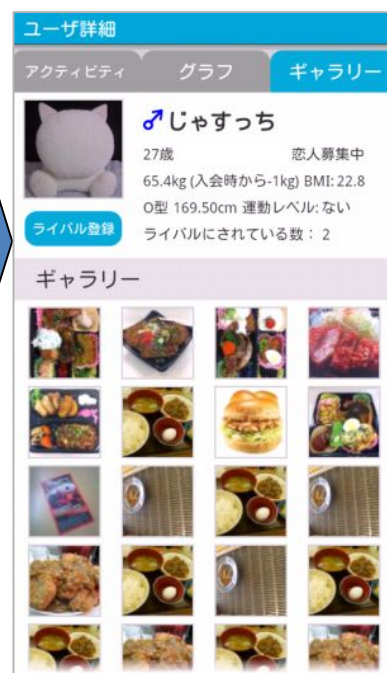 ユーザ詳細
アクティビティ
グラフ
ギャラリー
♂じゃすっち
27歳 恋人募集中
65.4kg (入会時から-1kg) BMI: 22.8
O型 169.50cm 運動レベル: ない
ライバル登録
ライバルにされている数： 2
ギャラリー